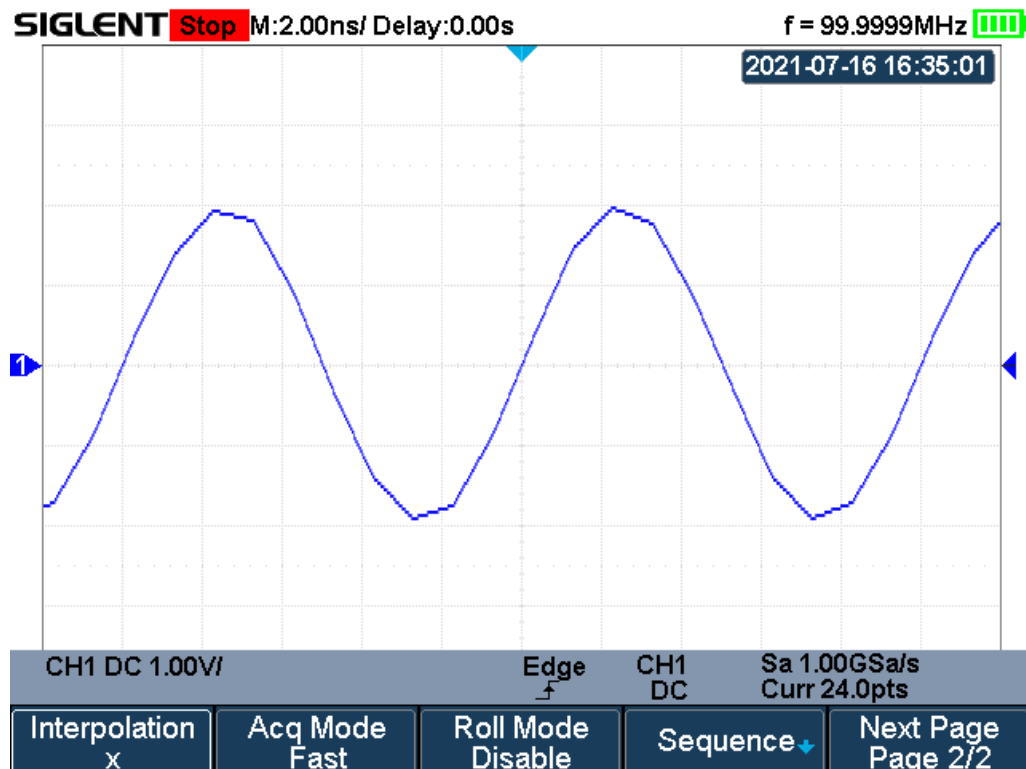 SIGLENT Stop M:2.00ns/ Delay:0.00s f = 99.9999MHz
2021-07-16 16:35:01
1
CH1 DC 1.00V/ Edge CH1 Sa 1.00GSa/s
DC Curr 24.0pts
Interpolation Acq Mode Roll Mode Sequence Next Page
x Fast Disable Page 2/2